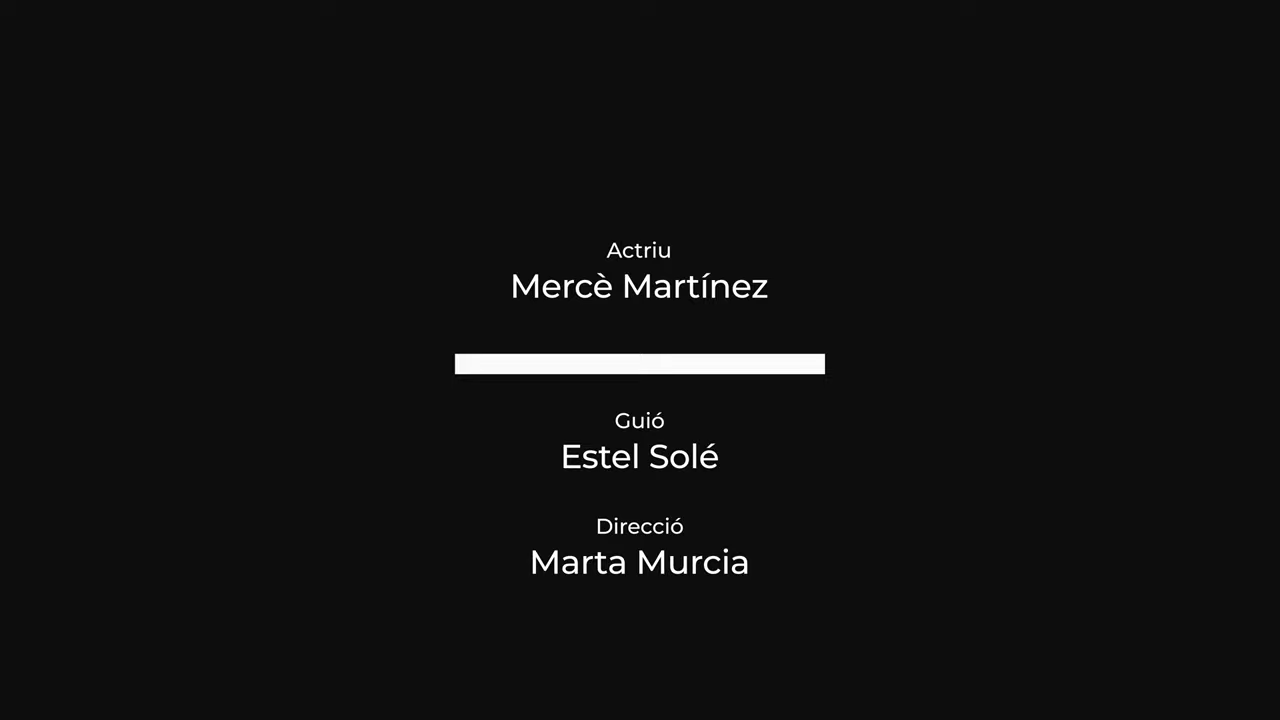 Actriu
Mercè Martínez
Guió
Estel Solé
Direcció
Marta Murcia